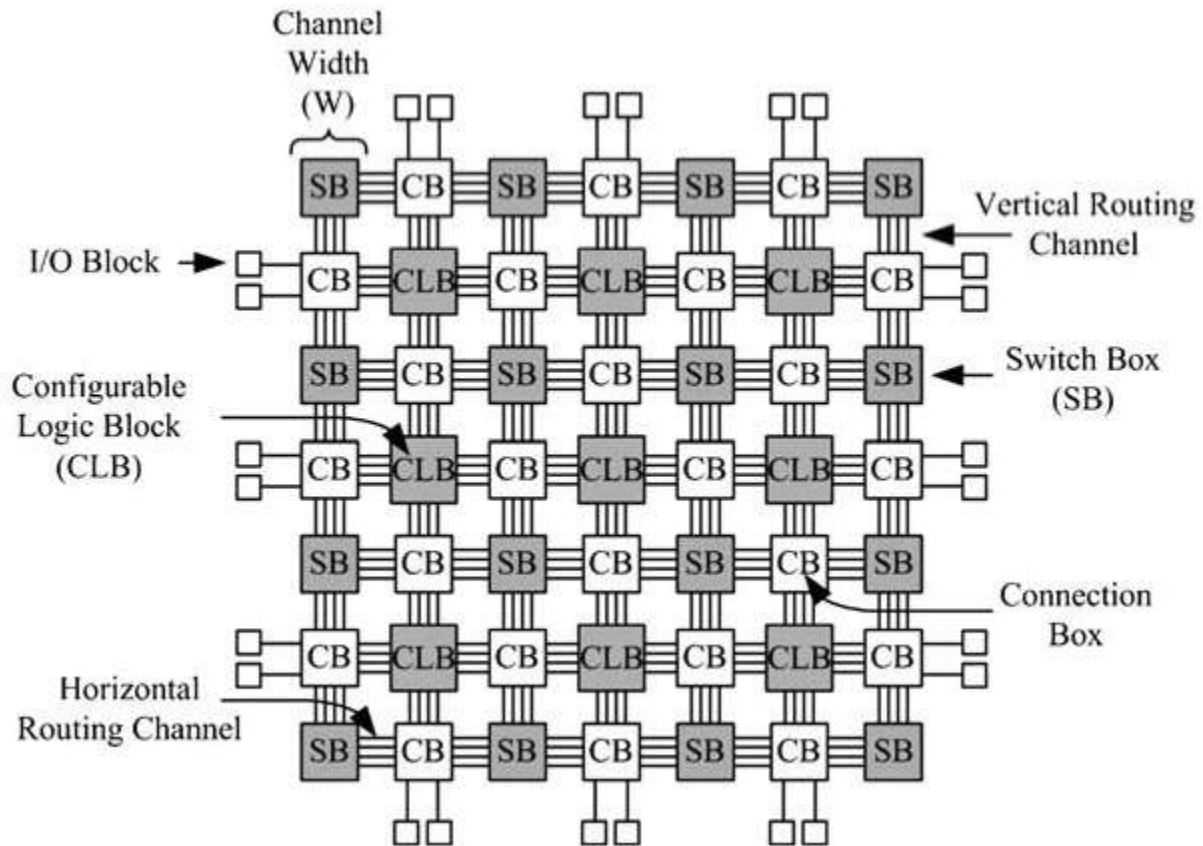 Channel
Width
(W)
SB CB SB CB SB CB SB
Vertical Routing
Channel
I/O Block
CB CLB CB CLB CB CLB CB
SB CB SB CB SB CB SB
Switch Box
(SB)
Configurable
Logic Block
(CLB)
CB CLB CB CLB CB CLB CB
SB CB SB CB SB CB SB
Connection
Box
CB CLB CB CLB CB CLB CB
Horizontal
Routing Channel
SB CB SB CB SB CB SB